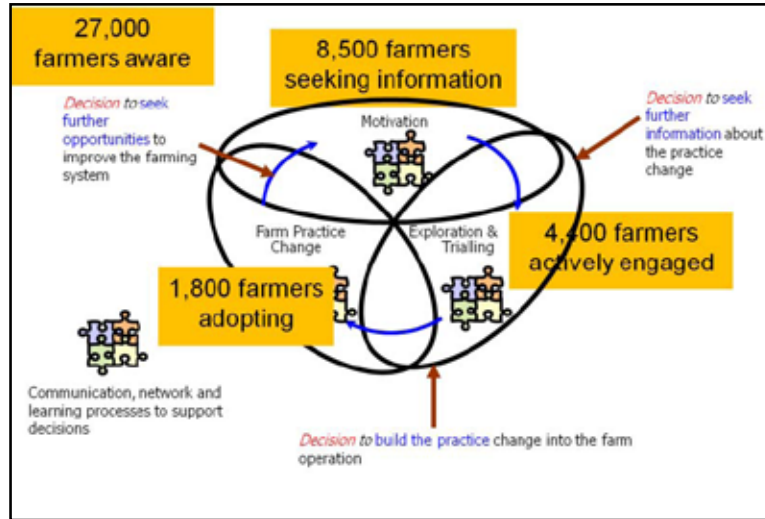 27,000
farmers aware
8,500 farmers
seeking information
Decision to seek
further
opportunities to
improve the farming
system
Motivation
Decision to seek
further
information about
the practice
change
Farm Practice
Change
Exploration &
Trialling
4,400 farmers
actively engaged
1,800 farmers
adopting
Communication, network and
learning processes to support
decisions
Decision to build the practice change into the farm
operation